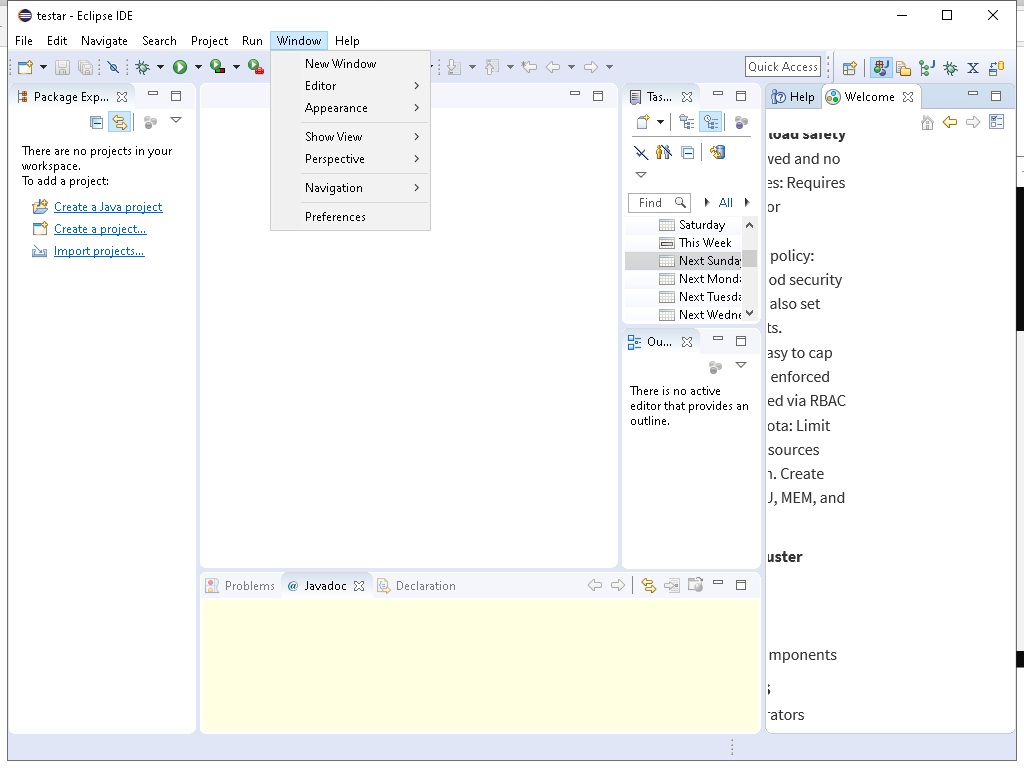 testar - Eclipse IDE
File Edit Navigate Search Project Run Window Help
New Window
Editor
Appearance
Show View
Perspective
Navigation
Preferences
Quick Access
Package Exp...
There are no projects in your
workspace.
To add a project:
Create a Java project
Create a project...
Import projects...
Tas...
Find All
Saturday
This Week
Next Sunday
Next Monda
Next Tuesda
Next Wedne
Ou...
There is no active
editor that provides an
outline.
Help Welcome
load safety
wed and no
es: Requires
or
policy:
od security
also set
ts.
asy to cap
enforced
ed via RBAC
ota: Limit
sources
n. Create
U, MEM, and
uster
mponents
s
rators
Problems @ Javadoc Declaration